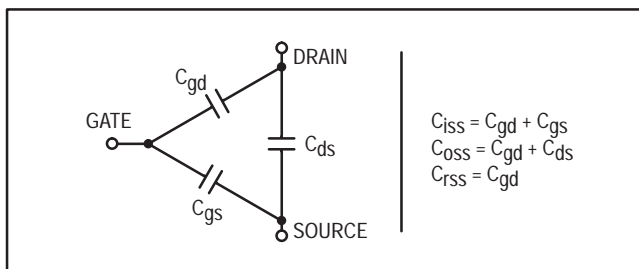 DRAIN
Cgd
GATE
Cds
Cgs
SOURCE
Ciss = Cgd + Cgs
Coss = Cgd + Cds
Crss = Cgd